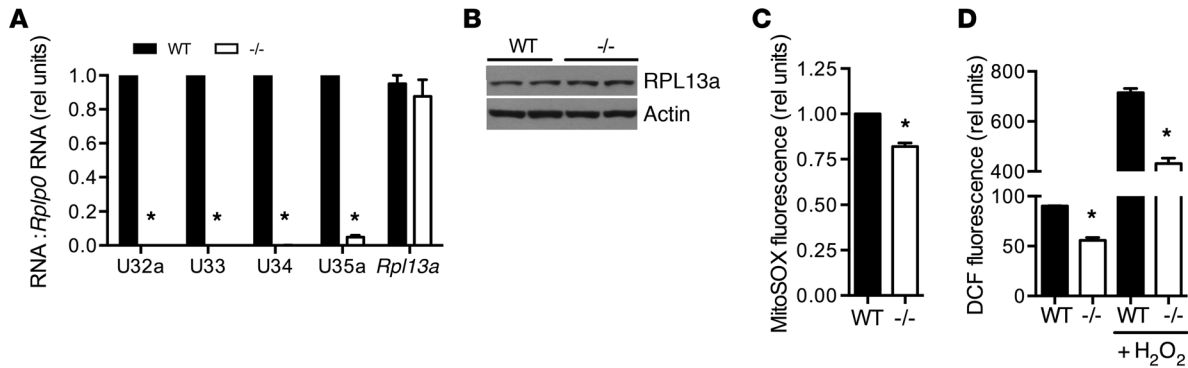 A
WT -/-
RNA : Rplp0 RNA (rel units)
1.0
0.8
0.6
0.4
0.2
0.0
* * * *
U32a U33 U34 U35a Rpl13a
B
WT -/-
RPL13a
Actin
C
MitoSOX fluorescence (rel units)
1.25
1.00
0.75
0.50
0.25
0.00
*
WT -/-
D
DCF fluorescence (rel units)
800
600
400
100
50
0
*
*
WT -/- WT -/-
+ H₂O₂